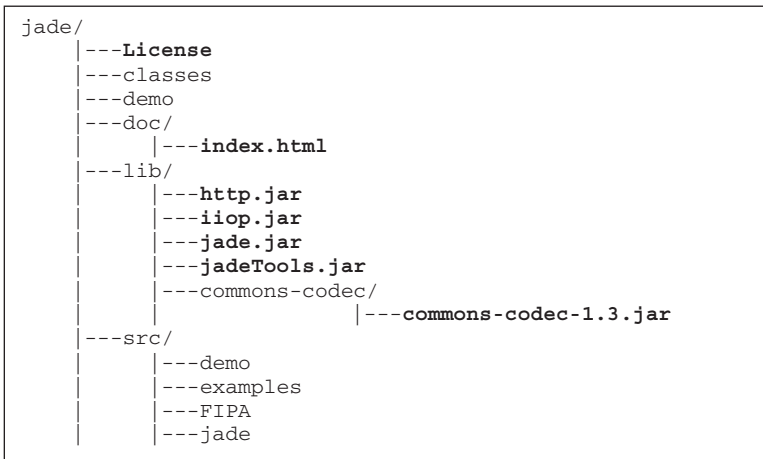 jade/
|---License
|---classes
|---demo
|---doc/
| |---index.html
|---lib/
| |---http.jar
| |---iiop.jar
| |---jade.jar
| |---jadeTools.jar
| |---commons-codec/
| | |---commons-codec-1.3.jar
|---src/
| |---demo
| |---examples
| |---FIPA
| |---jade